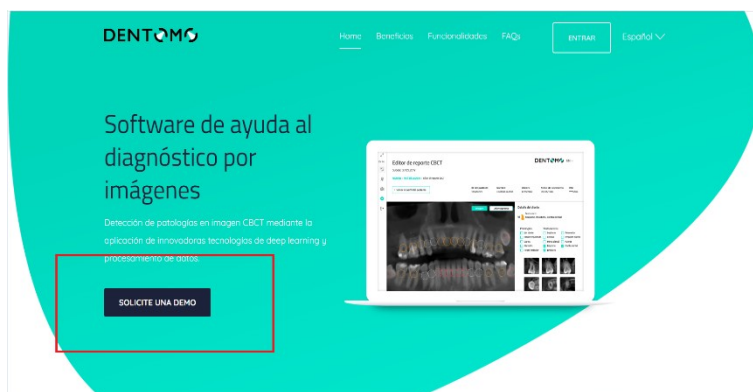 DENTOMO
Home Beneficios Funcionalidades FAQs ENTRAR Español
Software de ayuda al
diagnóstico por
imágenes
Detección de patologías en imagen CBCT mediante la
aplicación de innovadoras tecnologías de deep learning y
procesamiento de datos.
SOLICITE UNA DEMO
Editor de reporte CBCT
DENTOMO